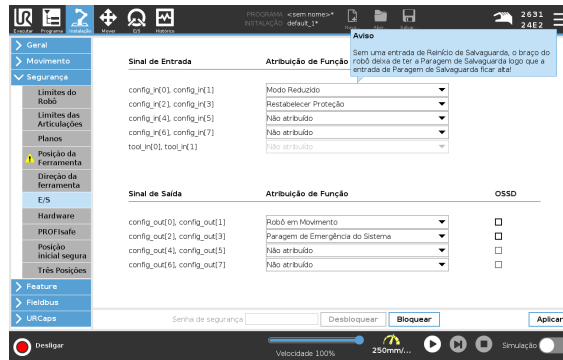 Executar Programa Instalação Mover E/S Histórico
PROGRAMA <sem nome>*
INSTALAÇÃO default_1*
Novo Abrir Salvar
2631
24E2
Aviso
Sem uma entrada de Reinício de Salvaguarda, o braço do
robô deixa de ter a Paragem de Salvaguarda logo que a
entrada de Paragem de Salvaguarda ficar alta!
Geral
Movimento
Segurança
Limites do
Robô
Limites das
Articulações
Planos
Posição da
Ferramenta
Direção da
ferramenta
E/S
Hardware
PROFIsafe
Posição
inicial segura
Três Posições
Feature
Fieldbus
URCaps
Sinal de Entrada Atribuição de Função
config_in[0], config_in[1] Modo Reduzido
config_in[2], config_in[3] Restabelecer Proteção
config_in[4], config_in[5] Não atribuído
config_in[6], config_in[7] Não atribuído
tool_in[0], tool_in[1] Não atribuído
Sinal de Saída Atribuição de Função OSSD
config_out[0], config_out[1] Robô em Movimento
config_out[2], config_out[3] Paragem de Emergência do Sistema
config_out[4], config_out[5] Não atribuído
config_out[6], config_out[7] Não atribuído
Senha de segurança Desbloquear Bloquear Aplicar
Desligar
Velocidade 100%
250mm/...
Simulação